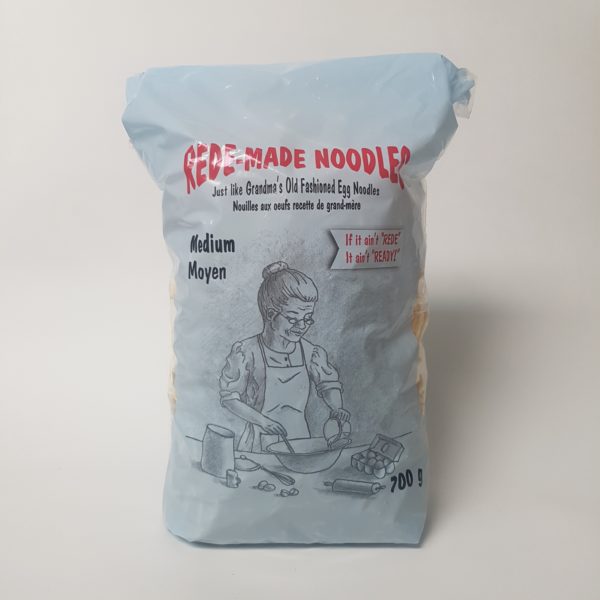 REDE-MADE NOODLES
Just like Grandma's Old Fashioned Egg Noodles
Nouilles aux oeufs recette de grand-mère
Medium
Moyen
If it ain't "REDE"
It ain't "READY!"
700 g